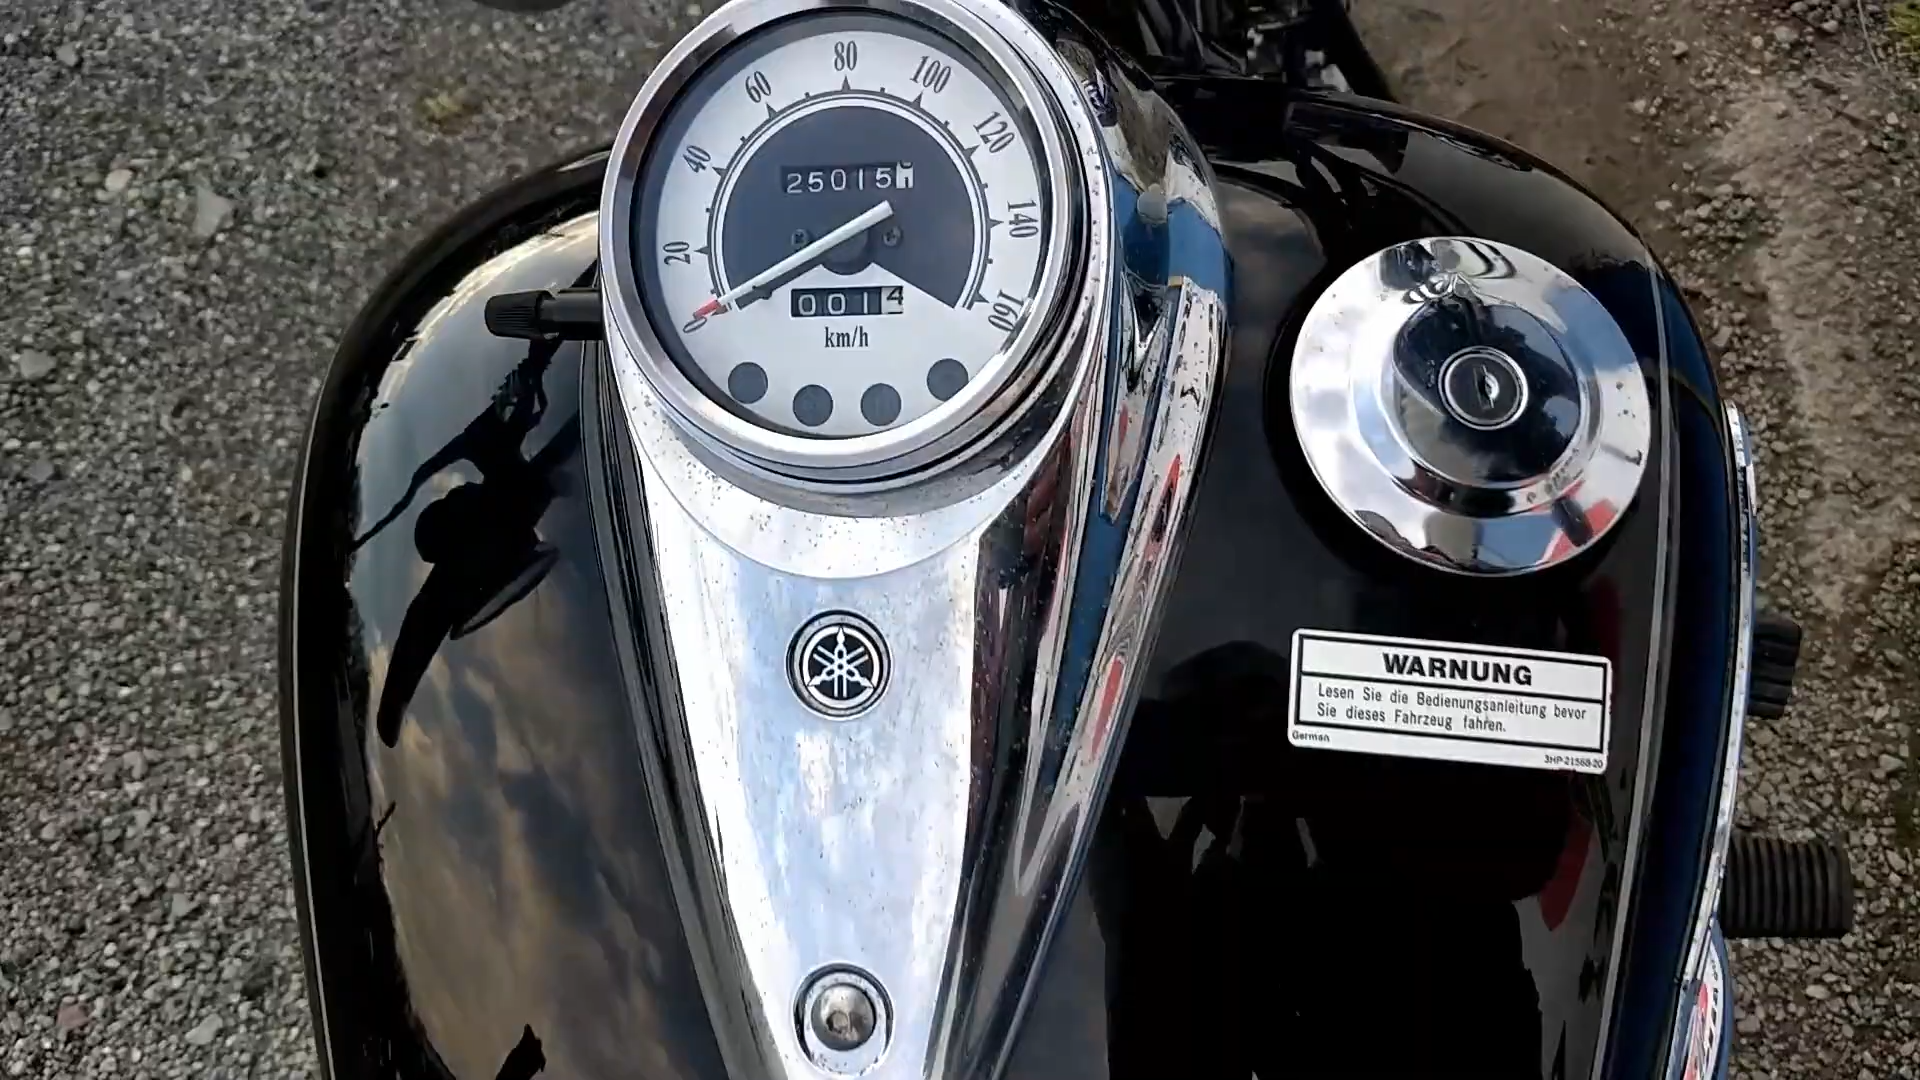 0
20
40
60
80
100
120
140
160
25015
0014
km/h
WARNUNG
Lesen Sie die Bedienungsanleitung bevor
Sie dieses Fahrzeug fahren.
German
3HP-21568-20